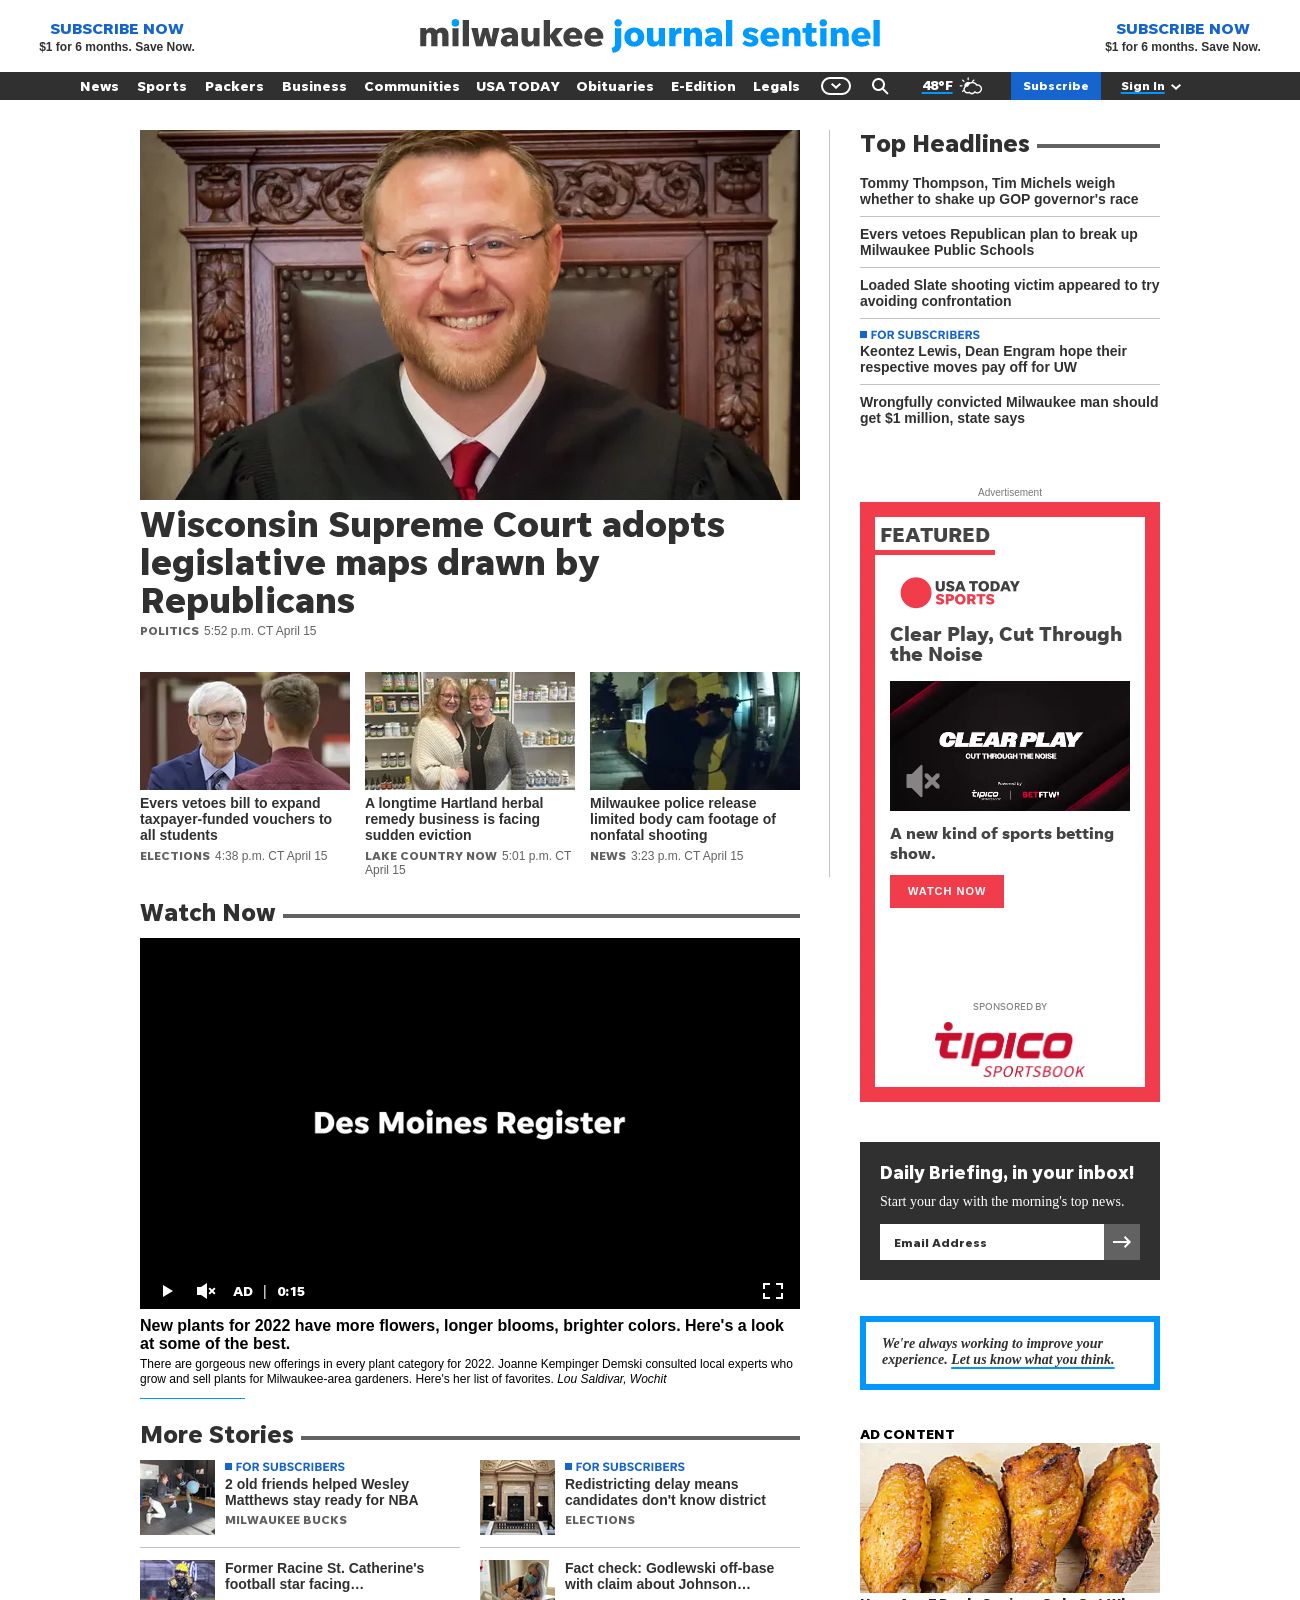 SUBSCRIBE NOW
$1 for 6 months. Save Now.
milwaukee journal sentinel
SUBSCRIBE NOW
$1 for 6 months. Save Now.
News Sports Packers Business Communities USA TODAY Obituaries E-Edition Legals 48°F Subscribe Sign In
Wisconsin Supreme Court adopts
legislative maps drawn by
Republicans
POLITICS 5:52 p.m. CT April 15
Evers vetoes bill to expand
taxpayer-funded vouchers to
all students
ELECTIONS 4:38 p.m. CT April 15
A longtime Hartland herbal
remedy business is facing
sudden eviction
LAKE COUNTRY NOW 5:01 p.m. CT
April 15
Milwaukee police release
limited body cam footage of
nonfatal shooting
NEWS 3:23 p.m. CT April 15
Watch Now
Des Moines Register
AD | 0:15
New plants for 2022 have more flowers, longer blooms, brighter colors. Here's a look
at some of the best.
There are gorgeous new offerings in every plant category for 2022. Joanne Kempinger Demski consulted local experts who
grow and sell plants for Milwaukee-area gardeners. Here's her list of favorites. Lou Saldivar, Wochit
More Stories
FOR SUBSCRIBERS
2 old friends helped Wesley
Matthews stay ready for NBA
MILWAUKEE BUCKS
FOR SUBSCRIBERS
Redistricting delay means
candidates don't know district
ELECTIONS
Former Racine St. Catherine's
football star facing…
Fact check: Godlewski off-base
with claim about Johnson…
Top Headlines
Tommy Thompson, Tim Michels weigh
whether to shake up GOP governor's race
Evers vetoes Republican plan to break up
Milwaukee Public Schools
Loaded Slate shooting victim appeared to try
avoiding confrontation
FOR SUBSCRIBERS
Keontez Lewis, Dean Engram hope their
respective moves pay off for UW
Wrongfully convicted Milwaukee man should
get $1 million, state says
Advertisement
FEATURED
USA TODAY
SPORTS
Clear Play, Cut Through
the Noise
CLEAR PLAY
CUT THROUGH THE NOISE
Powered by
tipico | BETFTW!
A new kind of sports betting
show.
WATCH NOW
SPONSORED BY
tipico
SPORTSBOOK
Daily Briefing, in your inbox!
Start your day with the morning's top news.
Email Address
We're always working to improve your
experience. Let us know what you think.
AD CONTENT